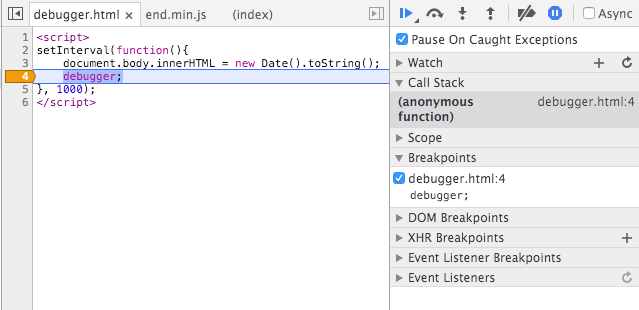 debugger.html × end.min.js (index)
1 <script>
2 setInterval(function(){
3 document.body.innerHTML = new Date().toString();
4 debugger;
5 }, 1000);
6 </script>
Async
Pause On Caught Exceptions
Watch
Call Stack
(anonymous function) debugger.html:4
Scope
Breakpoints
debugger.html:4
debugger;
DOM Breakpoints
XHR Breakpoints
Event Listener Breakpoints
Event Listeners